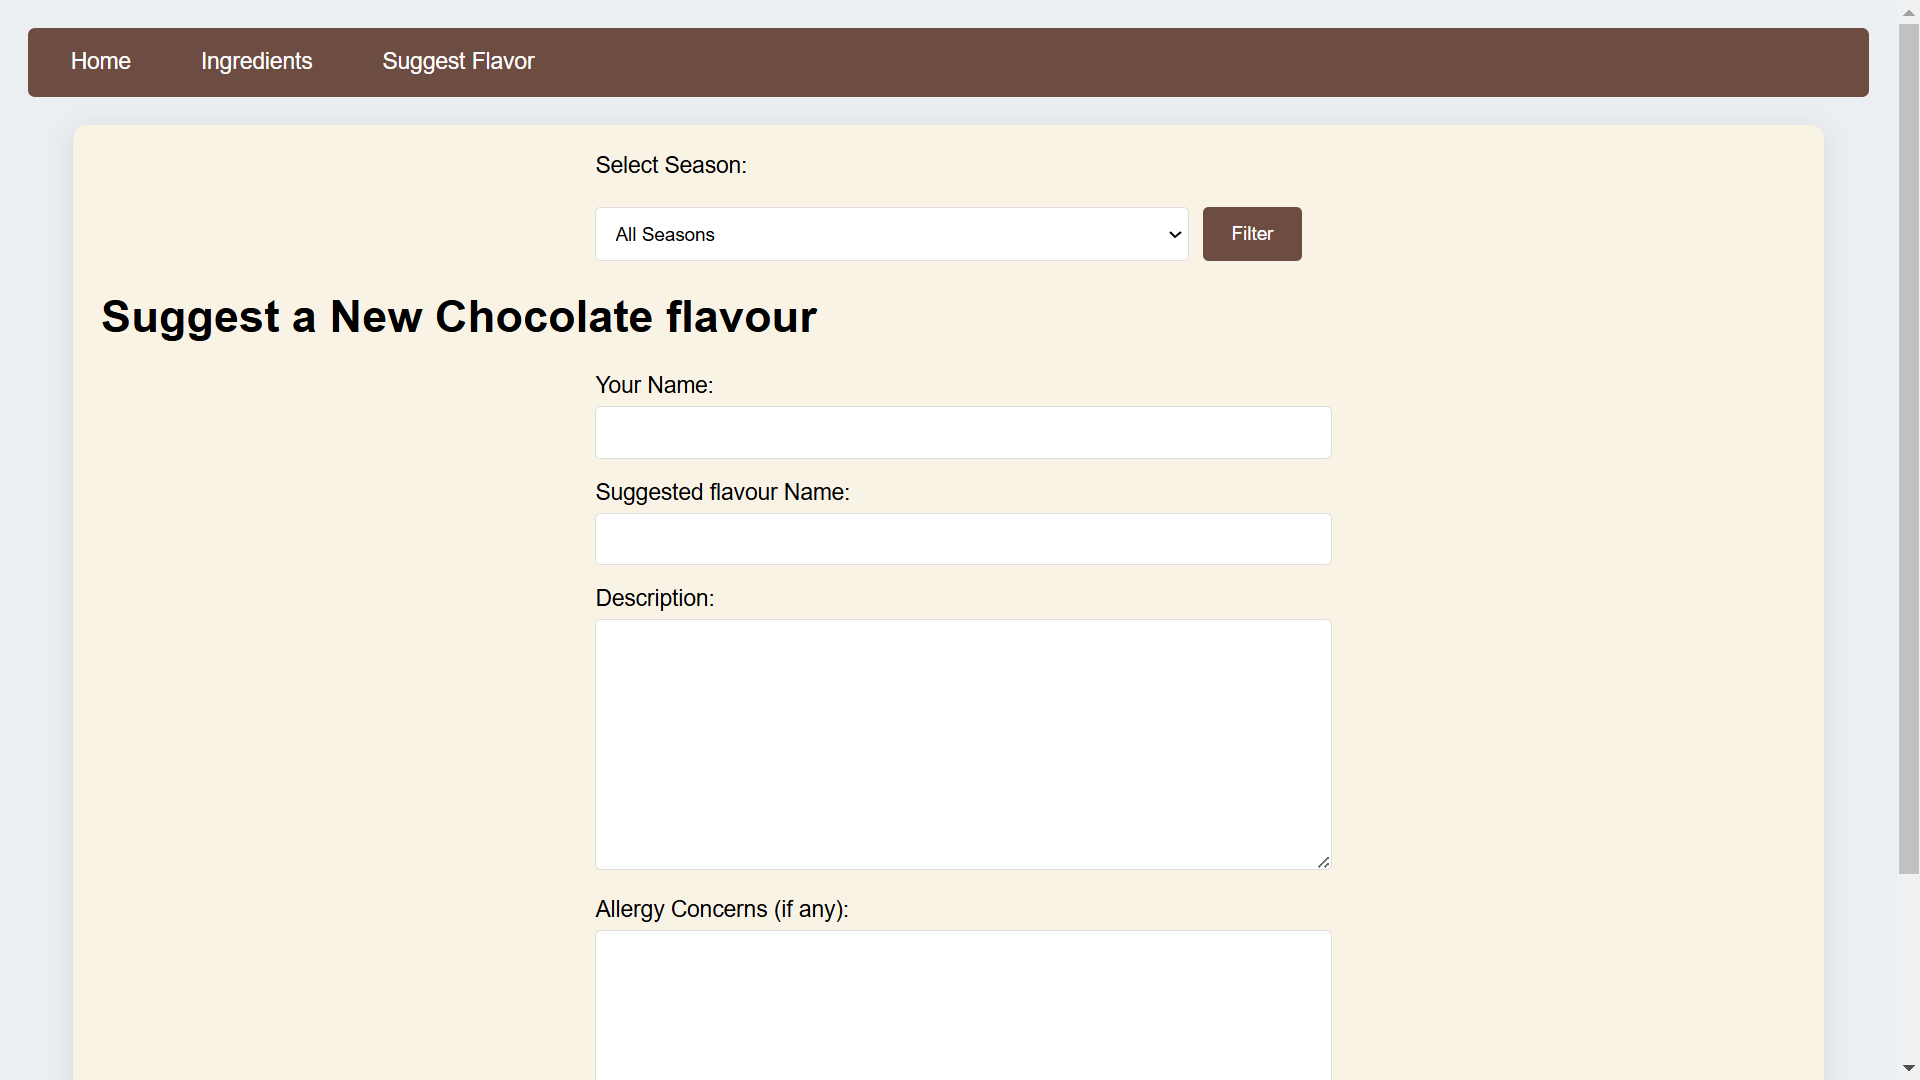 Home Ingredients Suggest Flavor
Select Season:
All Seasons Filter
Suggest a New Chocolate flavour
Your Name:
Suggested flavour Name:
Description:
Allergy Concerns (if any):